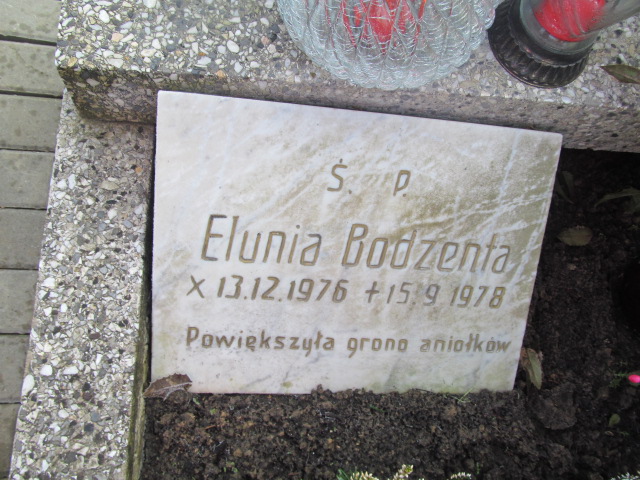 Ś. P.
Elunia Bodzenta
x 13.12.1976 +15.9 1978
Powiększyła grono aniołków